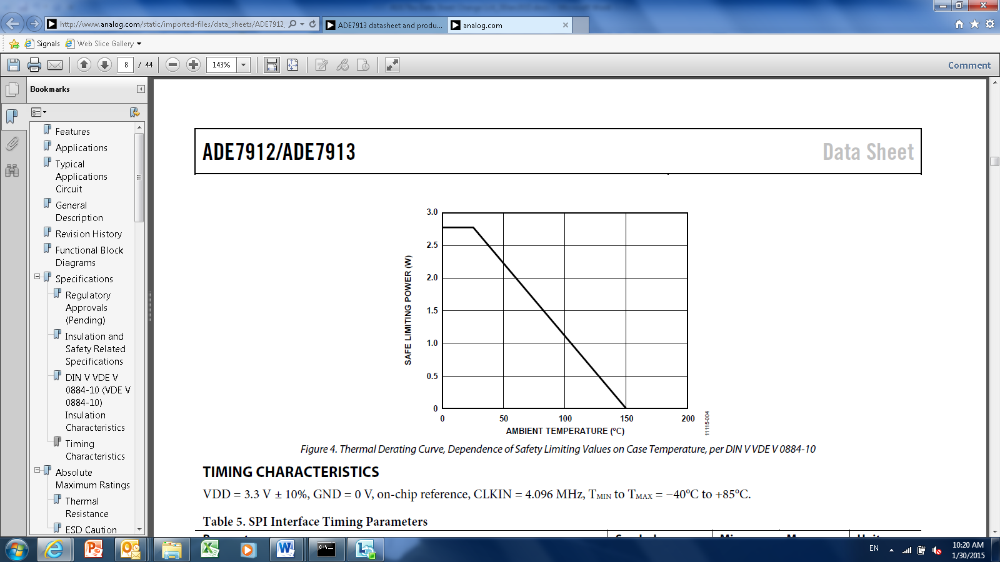 http://www.analog.com/static/imported-files/data_sheets/ADE7912_
ADE7913 datasheet and produ...
analog.com
Signals
Web Slice Gallery
8 / 44
143%
Comment
Bookmarks
Features
Applications
Typical
Applications
Circuit
General
Description
Revision History
Functional Block
Diagrams
Specifications
Regulatory
Approvals
(Pending)
Insulation and
Safety Related
Specifications
DIN V VDE V
0884-10 (VDE V
0884-10)
Insulation
Characteristics
Timing
Characteristics
Absolute
Maximum Ratings
Thermal
Resistance
ESD Caution
ADE7912/ADE7913
Data Sheet
3.0
2.5
2.0
1.5
1.0
0.5
0
SAFE LIMITING POWER (W)
0 50 100 150 200
AMBIENT TEMPERATURE (°C)
11115-004
Figure 4. Thermal Derating Curve, Dependence of Safety Limiting Values on Case Temperature, per DIN V VDE V 0884-10
TIMING CHARACTERISTICS
VDD = 3.3 V ± 10%, GND = 0 V, on-chip reference, CLKIN = 4.096 MHz, TMIN to TMAX = −40°C to +85°C.
Table 5. SPI Interface Timing Parameters
EN
10:20 AM
1/30/2015